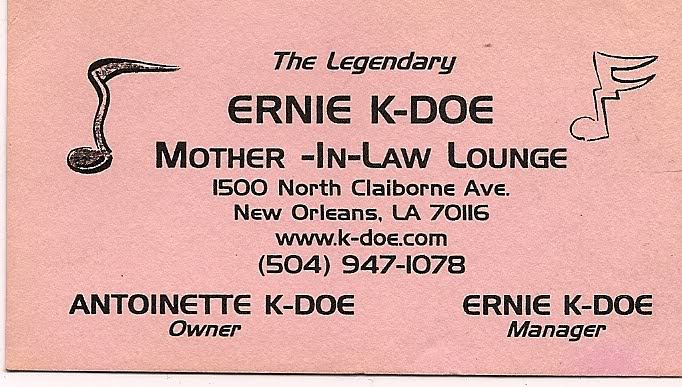 The Legendary
ERNIE K-DOE
MOTHER -IN-LAW LOUNGE
1500 North Claiborne Ave.
New Orleans, LA 70116
www.k-doe.com
(504) 947-1078
ANTOINETTE K-DOE ERNIE K-DOE
Owner Manager